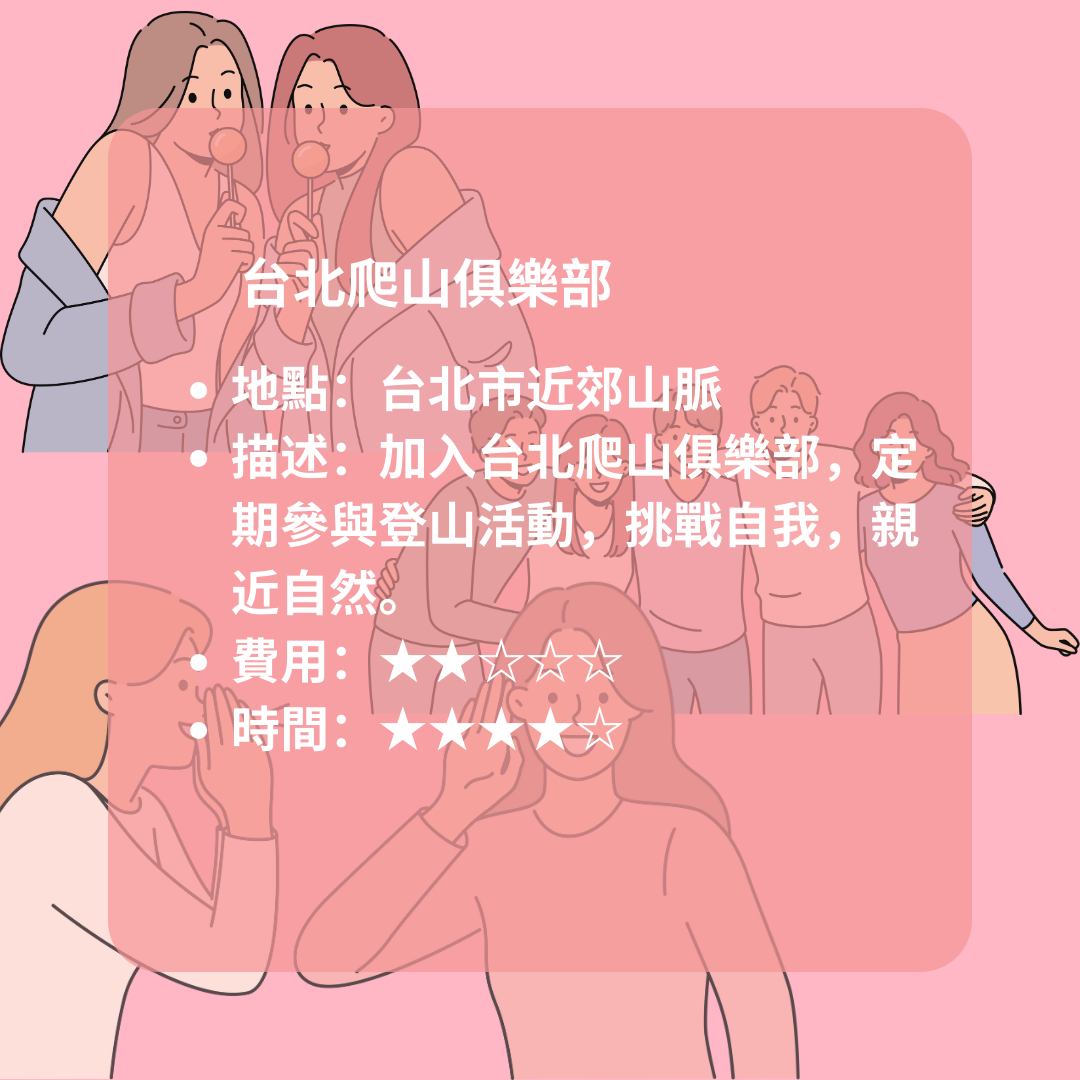 台北爬山俱樂部
• 地點：台北市近郊山脈
• 描述：加入台北爬山俱樂部，定
期參與登山活動，挑戰自我，親
近自然。
• 費用：★★☆☆☆
• 時間：★★★★☆